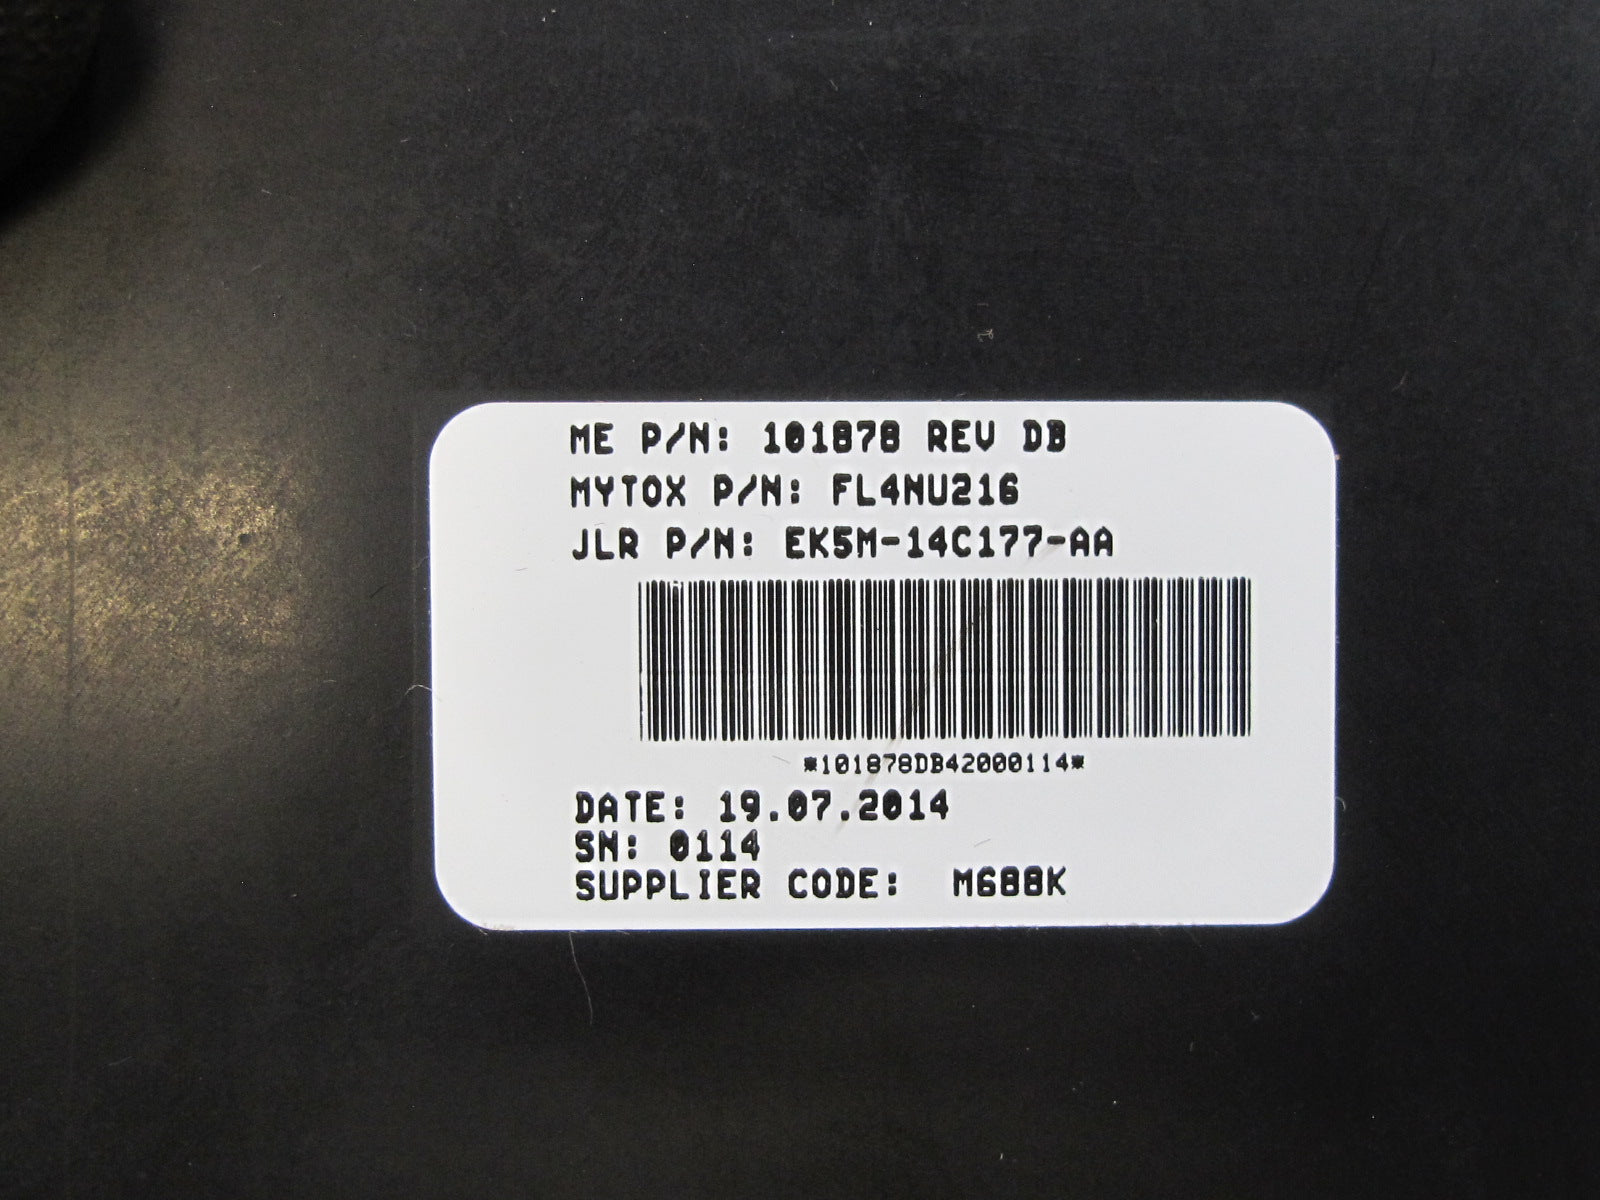 ME P/N: 101878 REV DB
MYTOX P/N: FL4NU216
JLR P/N: EK5M-14C177-AA
*101878DB42000114*
DATE: 19.07.2014
SN: 0114
SUPPLIER CODE: M688K